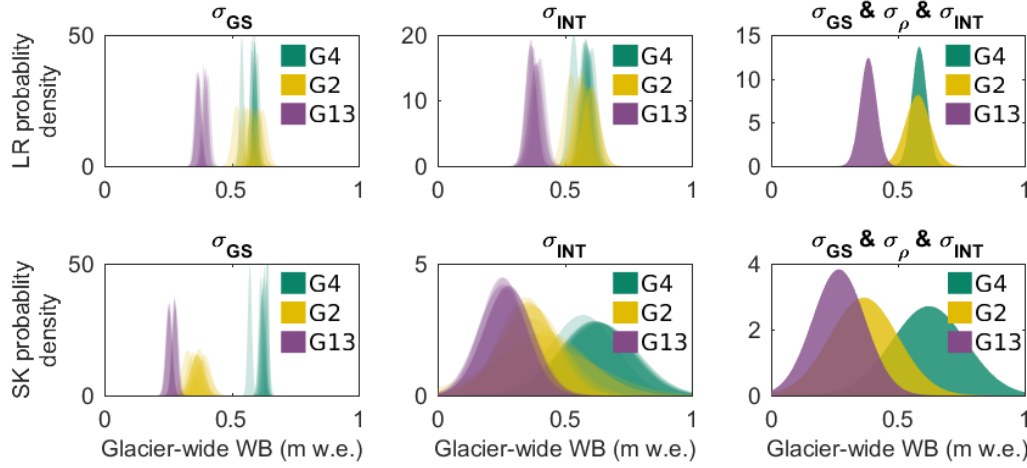 σGS
σINT
σGS & σρ & σINT
LR probablity
density
50
0
0
0.5
1
G4
G2
G13
20
10
0
0
0.5
1
G4
G2
G13
15
10
5
0
0
0.5
1
G4
G2
G13
σGS
σINT
σGS & σρ & σINT
SK probablity
density
50
0
0
0.5
1
G4
G2
G13
5
0
0
0.5
1
G4
G2
G13
4
2
0
0
0.5
1
G4
G2
G13
Glacier-wide WB (m w.e.)
Glacier-wide WB (m w.e.)
Glacier-wide WB (m w.e.)